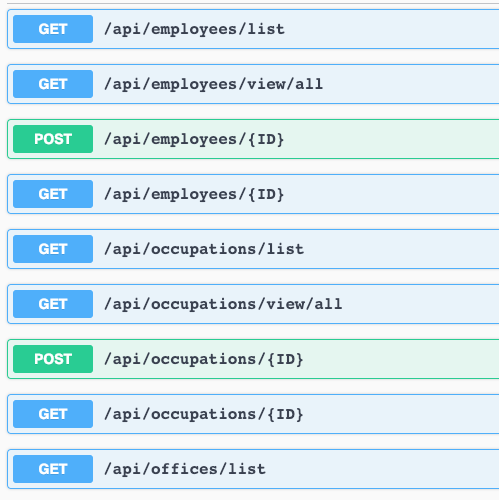 GET /api/employees/list
GET /api/employees/view/all
POST /api/employees/{ID}
GET /api/employees/{ID}
GET /api/occupations/list
GET /api/occupations/view/all
POST /api/occupations/{ID}
GET /api/occupations/{ID}
GET /api/offices/list